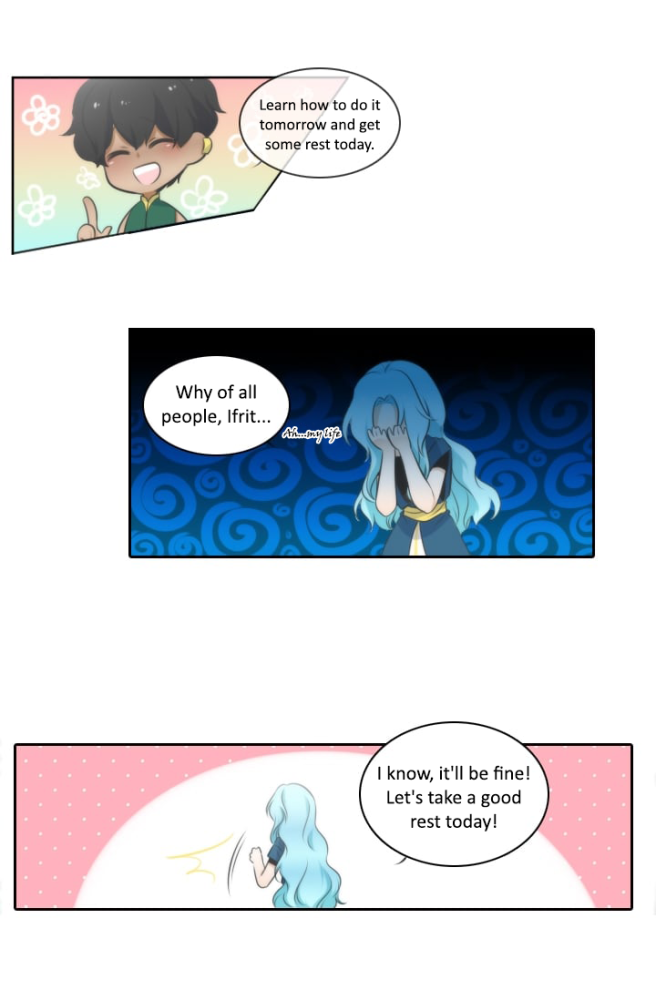 Learn how to do it
tomorrow and get
some rest today.
Why of all
people, Ifrit...
Ah...my life
I know, it'll be fine!
Let's take a good
rest today!